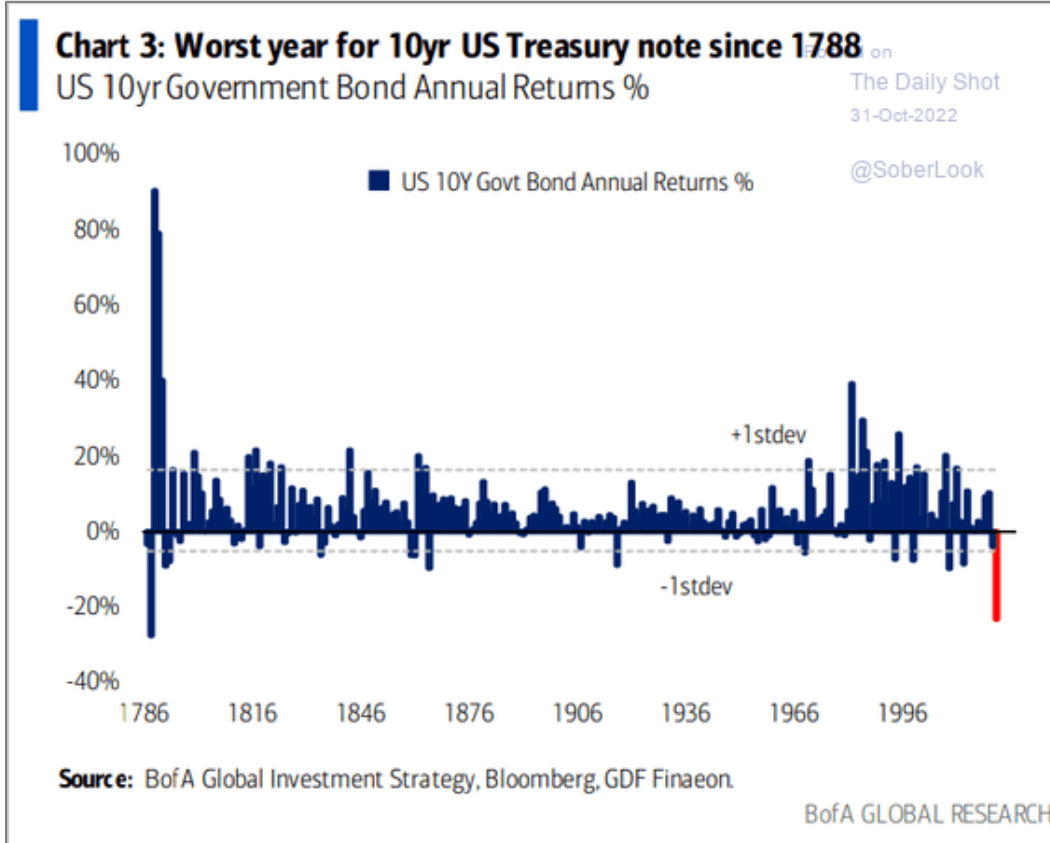 Chart 3: Worst year for 10yr US Treasury note since 1788
US 10yr Government Bond Annual Returns %
Posted on
The Daily Shot
31-Oct-2022
@SoberLook
US 10Y Govt Bond Annual Returns %
100%
80%
60%
40%
20%
0%
-20%
-40%
+1stdev
-1stdev
1786 1816 1846 1876 1906 1936 1966 1996
Source: BofA Global Investment Strategy, Bloomberg, GDF Finaeon.
BofA GLOBAL RESEARCH